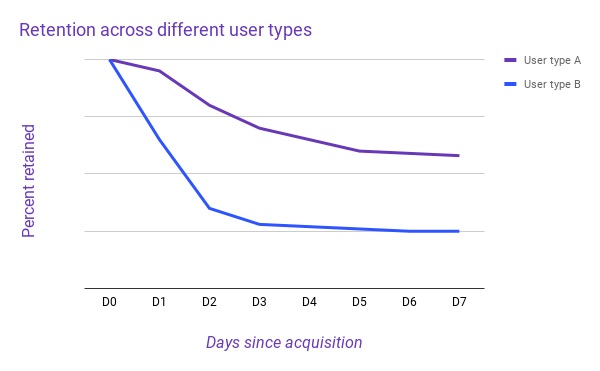 Retention across different user types
User type A
User type B
Percent retained
D0 D1 D2 D3 D4 D5 D6 D7
Days since acquisition